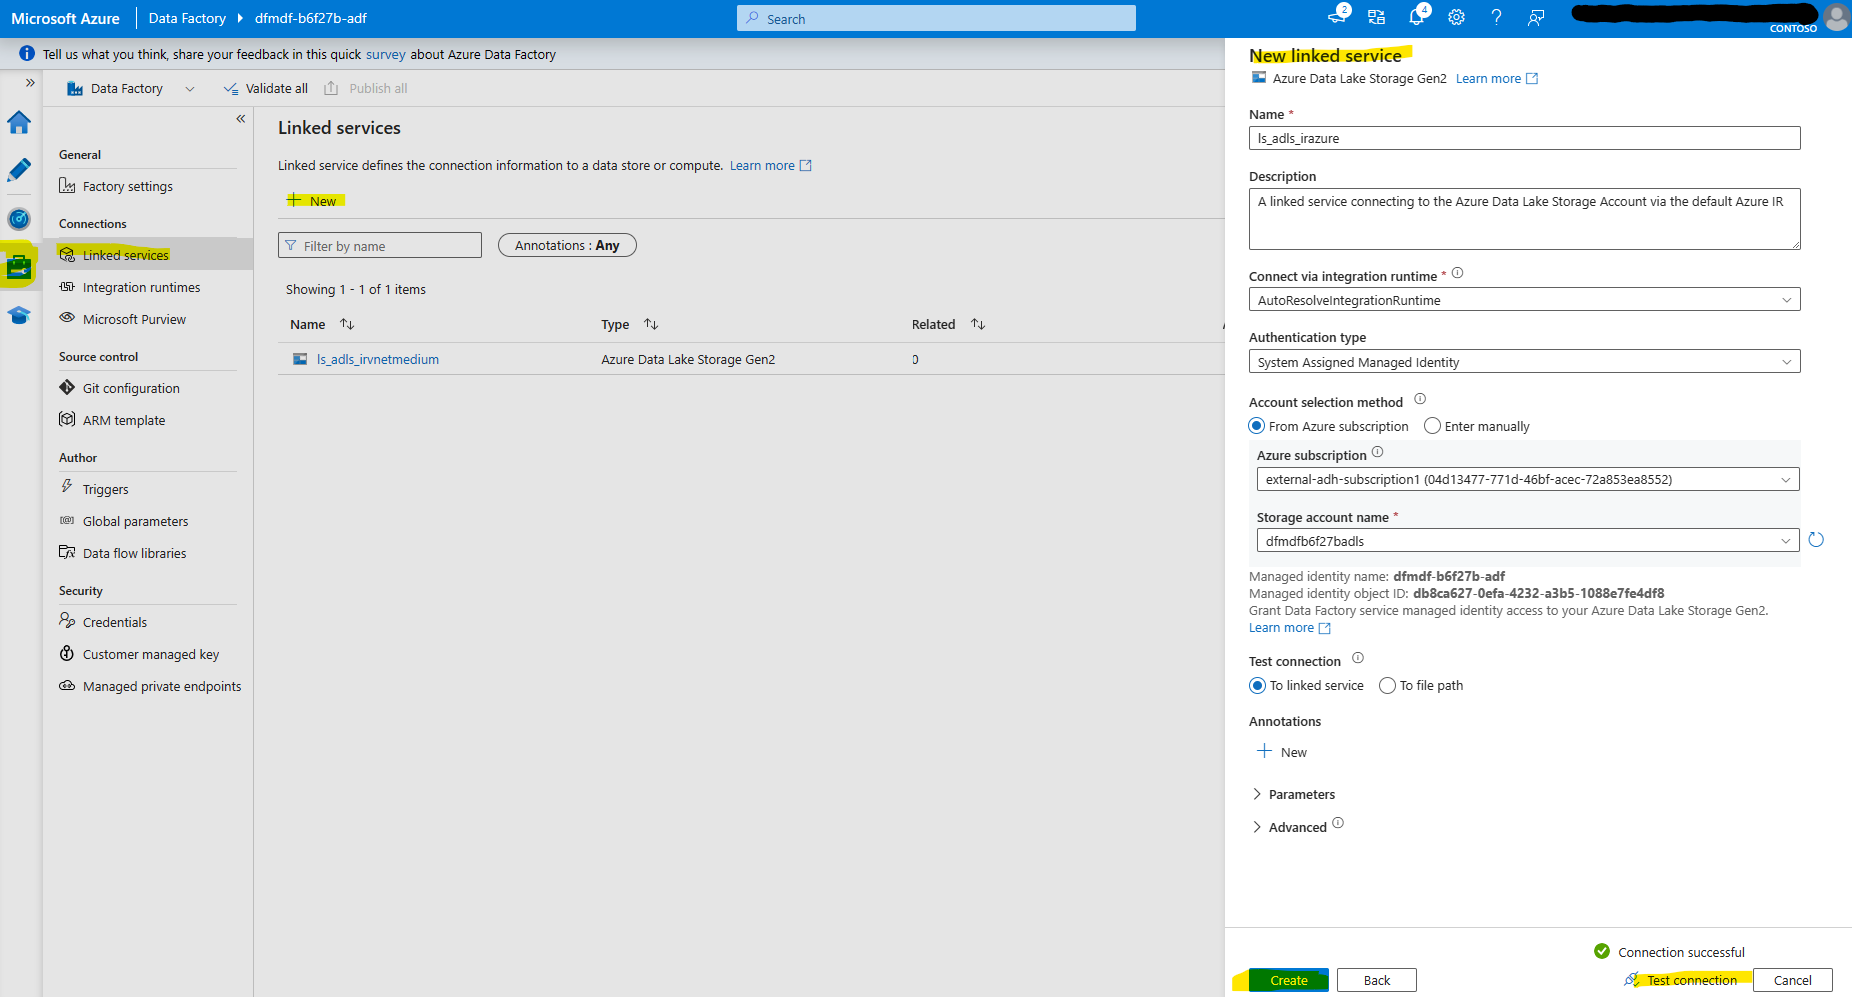 Microsoft Azure Data Factory dfmdf-b6f27b-adf
Search
2
4
CONTOSO
Tell us what you think, share your feedback in this quick survey about Azure Data Factory
Data Factory Validate all Publish all
General
Factory settings
Connections
Linked services
Integration runtimes
Microsoft Purview
Source control
Git configuration
ARM template
Author
Triggers
Global parameters
Data flow libraries
Security
Credentials
Customer managed key
Managed private endpoints
Linked services
Linked service defines the connection information to a data store or compute. Learn more
New
Filter by name
Annotations : Any
Showing 1 - 1 of 1 items
Name Type Related
ls_adls_irvnetmedium Azure Data Lake Storage Gen2 0
New linked service
Azure Data Lake Storage Gen2 Learn more
Name *
ls_adls_irazure
Description
A linked service connecting to the Azure Data Lake Storage Account via the default Azure IR
Connect via integration runtime *
AutoResolveIntegrationRuntime
Authentication type
System Assigned Managed Identity
Account selection method
From Azure subscription Enter manually
Azure subscription
external-adh-subscription1 (04d13477-771d-46bf-acec-72a853ea8552)
Storage account name *
dfmdfb6f27badls
Managed identity name: dfmdf-b6f27b-adf
Managed identity object ID: db8ca627-0efa-4232-a3b5-1088e7fe4df8
Grant Data Factory service managed identity access to your Azure Data Lake Storage Gen2.
Learn more
Test connection
To linked service To file path
Annotations
New
Parameters
Advanced
Connection successful
Create Back Test connection Cancel